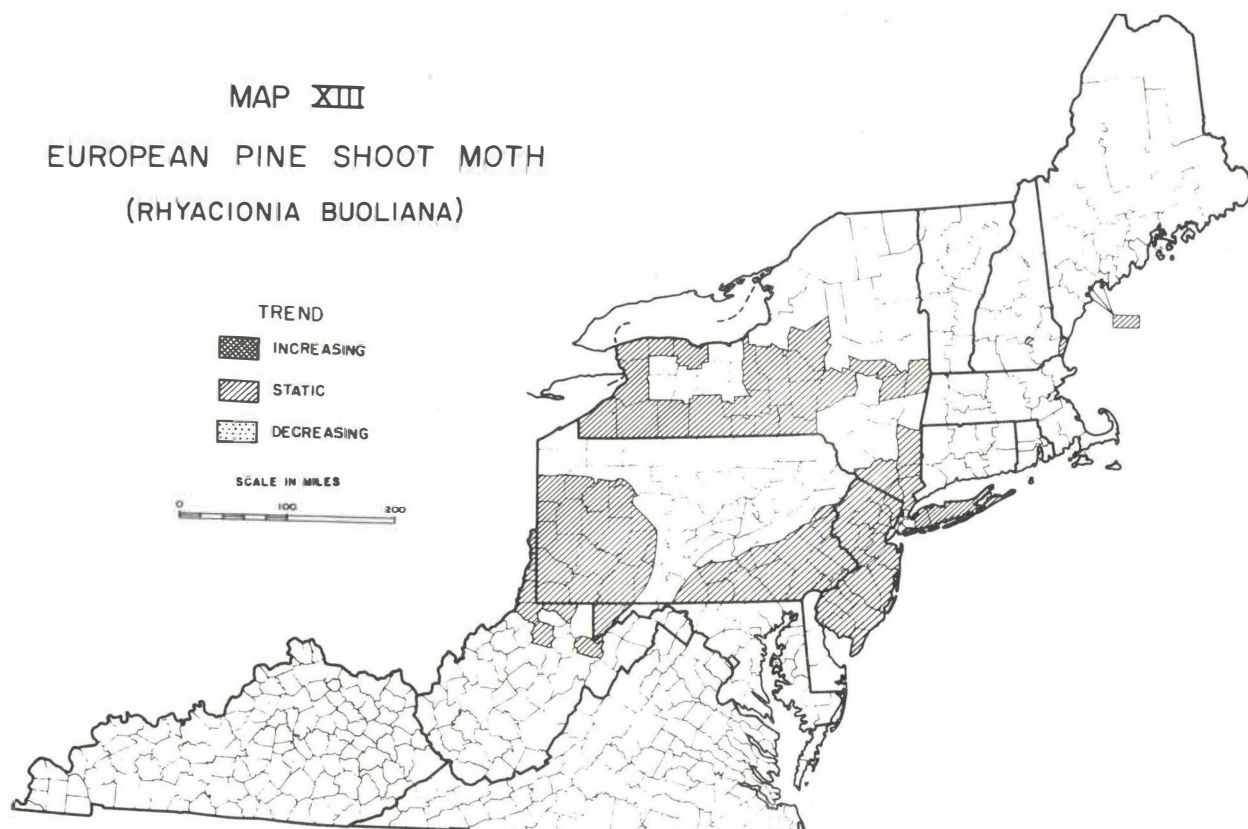 MAP XIII
EUROPEAN PINE SHOOT MOTH
(RHYACIONIA BUOLIANA)
TREND
INCREASING
STATIC
DECREASING
SCALE IN MILES
0 100 200